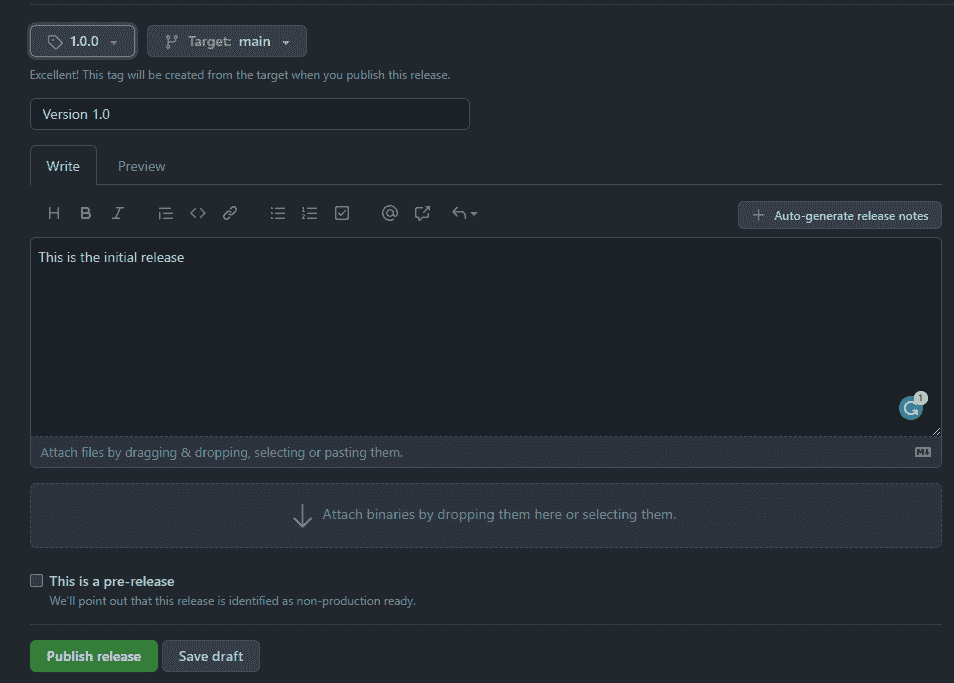 1.0.0 Target: main
Excellent! This tag will be created from the target when you publish this release.
Version 1.0
Write Preview
H B I @ Auto-generate release notes
This is the initial release
1
Attach files by dragging & dropping, selecting or pasting them.
Attach binaries by dropping them here or selecting them.
This is a pre-release
We'll point out that this release is identified as non-production ready.
Publish release Save draft